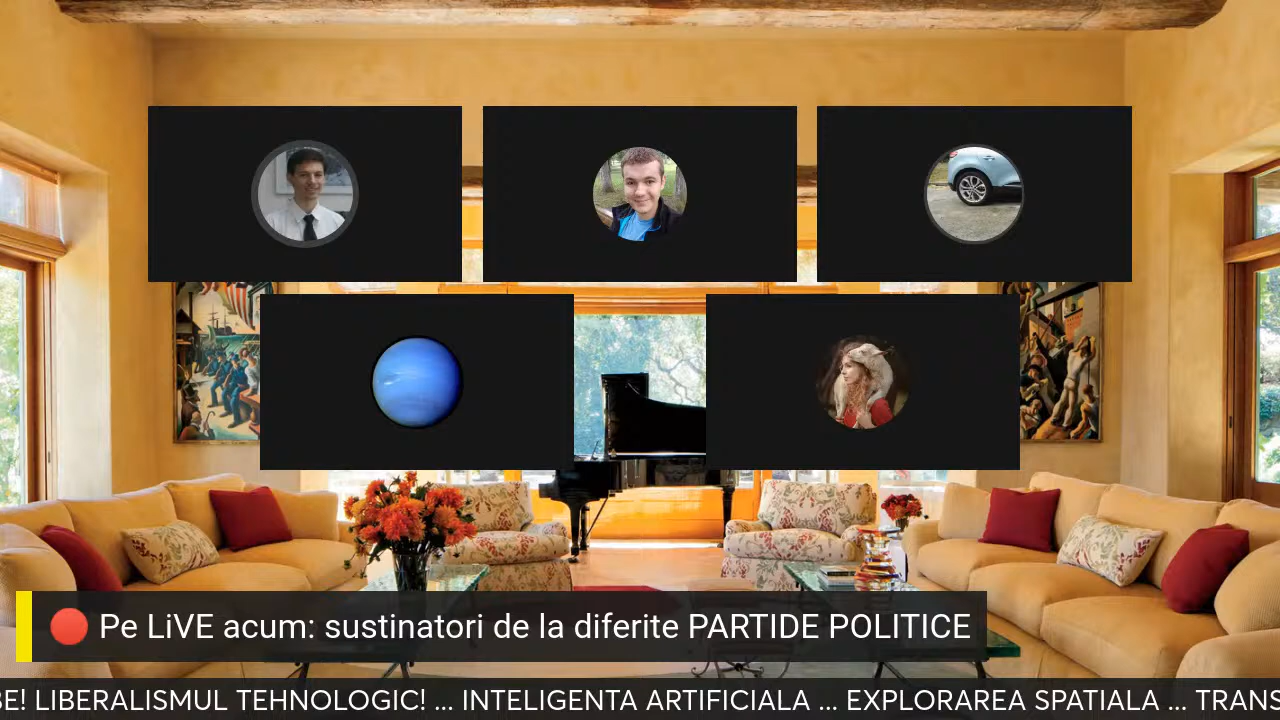 Pe LiVE acum: sustinatori de la diferite PARTIDE POLITICE
LIBERALISMUL TEHNOLOGIC! ... INTELIGENTA ARTIFICIALA ... EXPLORAREA SPATIALA ...